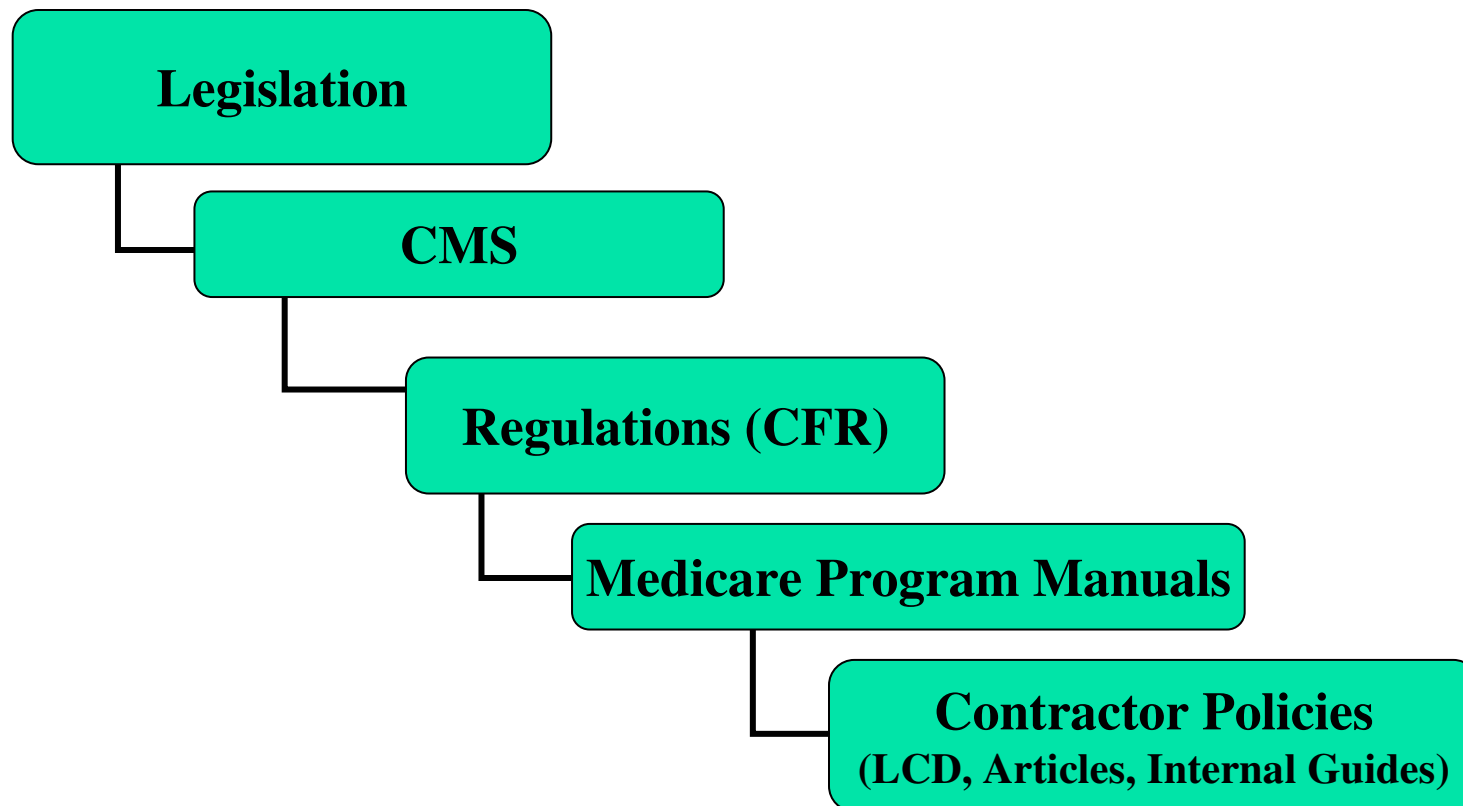 Legislation
CMS
Regulations (CFR)
Medicare Program Manuals
Contractor Policies
(LCD, Articles, Internal Guides)